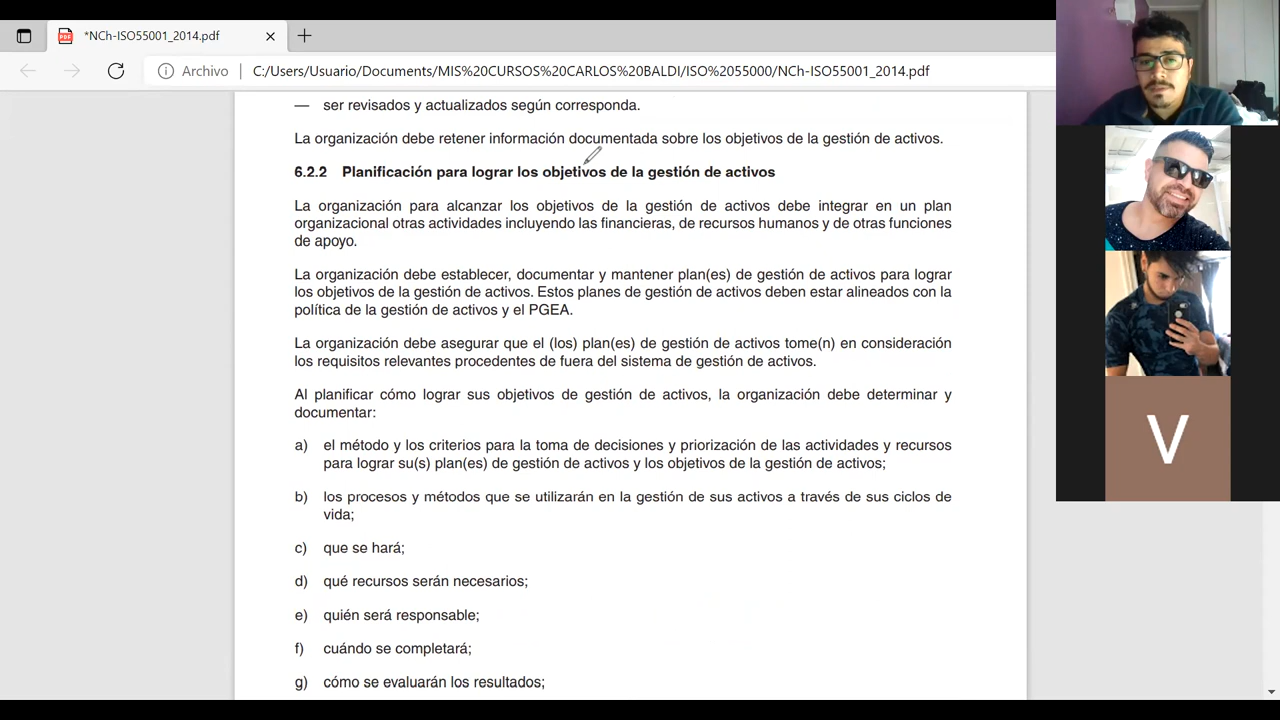 *NCh-ISO55001_2014.pdf
Archivo
C:/Users/Usuario/Documents/MIS%20CURSOS%20CARLOS%20BALDI/ISO%2055000/NCh-ISO55001_2014.pdf
— ser revisados y actualizados según corresponda.
La organización debe retener información documentada sobre los objetivos de la gestión de activos.
6.2.2 Planificación para lograr los objetivos de la gestión de activos
La organización para alcanzar los objetivos de la gestión de activos debe integrar en un plan
organizacional otras actividades incluyendo las financieras, de recursos humanos y de otras funciones
de apoyo.
La organización debe establecer, documentar y mantener plan(es) de gestión de activos para lograr
los objetivos de la gestión de activos. Estos planes de gestión de activos deben estar alineados con la
política de la gestión de activos y el PGEA.
La organización debe asegurar que el (los) plan(es) de gestión de activos tome(n) en consideración
los requisitos relevantes procedentes de fuera del sistema de gestión de activos.
Al planificar cómo lograr sus objetivos de gestión de activos, la organización debe determinar y
documentar:
a) el método y los criterios para la toma de decisiones y priorización de las actividades y recursos
para lograr su(s) plan(es) de gestión de activos y los objetivos de la gestión de activos;
b) los procesos y métodos que se utilizarán en la gestión de sus activos a través de sus ciclos de
vida;
c) que se hará;
d) qué recursos serán necesarios;
e) quién será responsable;
f) cuándo se completará;
g) cómo se evaluarán los resultados;
V